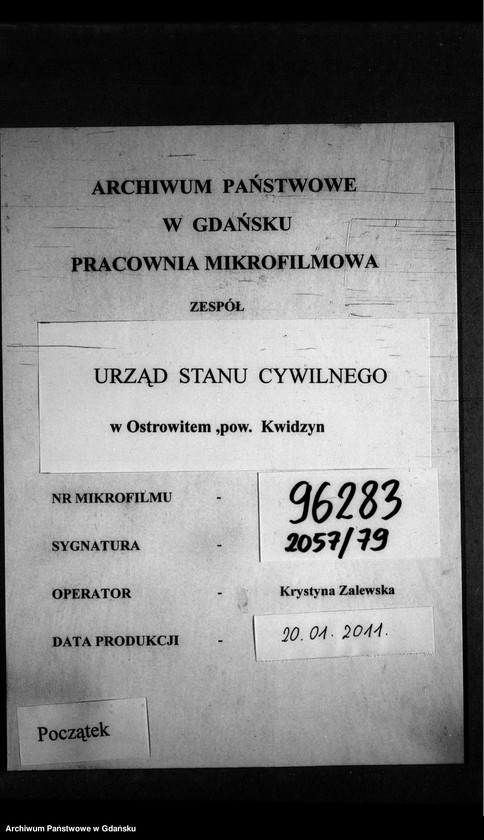 ARCHIWUM PAŃSTWOWE
W GDAŃSKU
PRACOWNIA MIKROFILMOWA
ZESPÓŁ
URZĄD STANU CYWILNEGO
w Ostrowitem ,pow. Kwidzyn
NR MIKROFILMU - 96283
SYGNATURA - 2057/79
OPERATOR - Krystyna Zalewska
DATA PRODUKCJI - 20.01.2011.
Początek
Archiwum Państwowe w Gdańsku